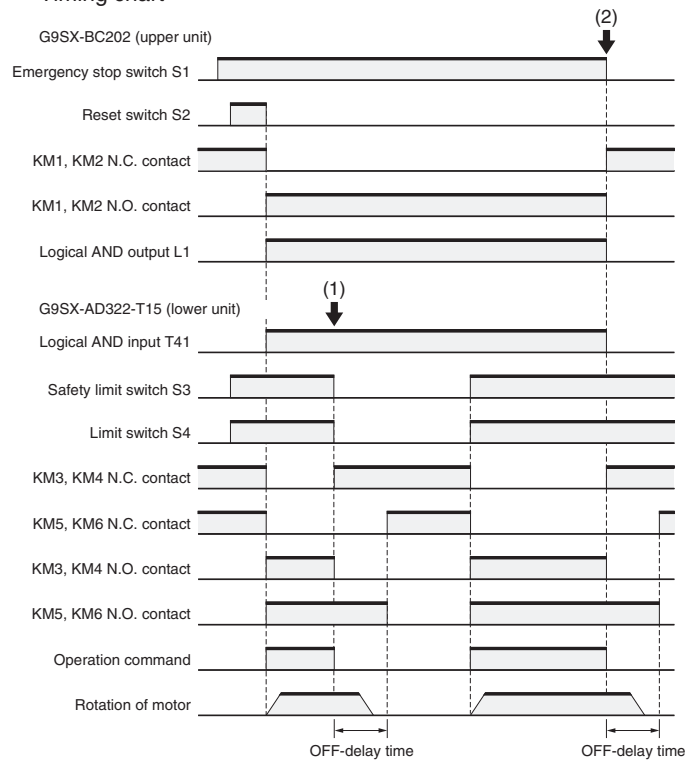 Timing chart
(2)
G9SX-BC202 (upper unit)
Emergency stop switch S1
Reset switch S2
KM1, KM2 N.C. contact
KM1, KM2 N.O. contact
Logical AND output L1
(1)
G9SX-AD322-T15 (lower unit)
Logical AND input T41
Safety limit switch S3
Limit switch S4
KM3, KM4 N.C. contact
KM5, KM6 N.C. contact
KM3, KM4 N.O. contact
KM5, KM6 N.O. contact
Operation command
Rotation of motor
OFF-delay time OFF-delay time